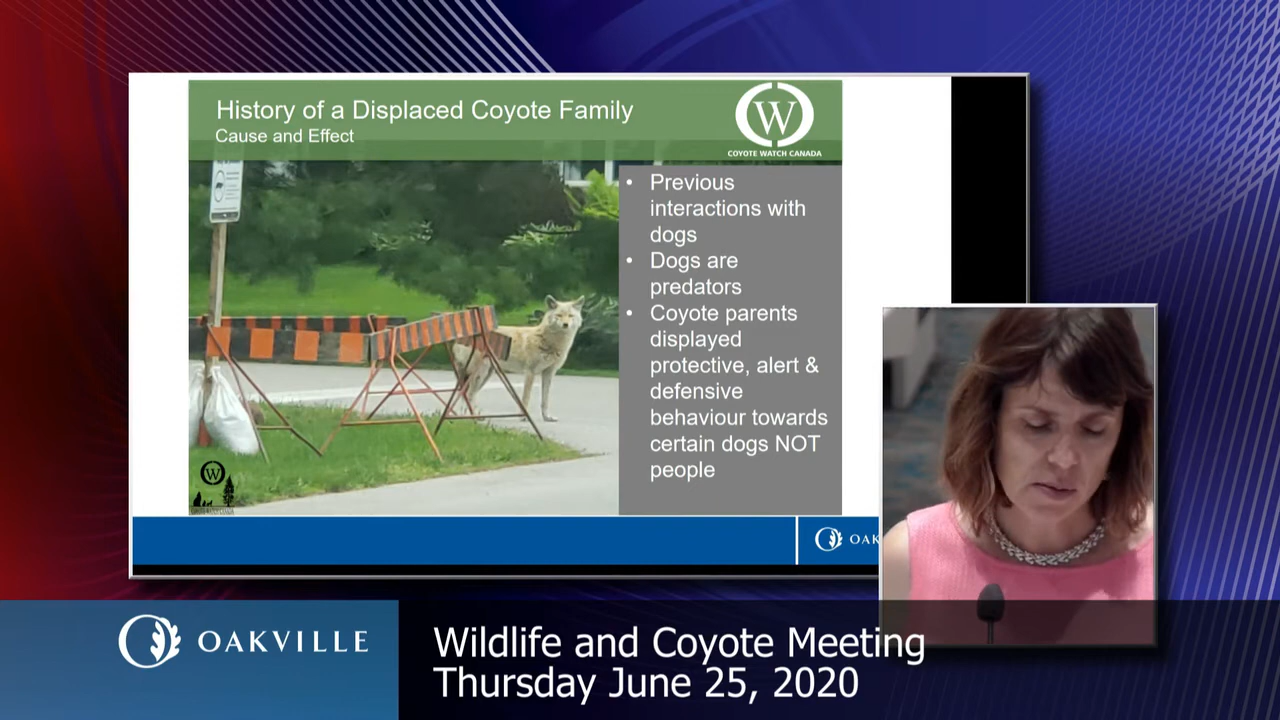 History of a Displaced Coyote Family
Cause and Effect
W
COYOTE WATCH CANADA
• Previous
interactions with
dogs
• Dogs are
predators
• Coyote parents
displayed
protective, alert &
defensive
behaviour towards
certain dogs NOT
people
W
OAK
OAKVILLE
Wildlife and Coyote Meeting
Thursday June 25, 2020